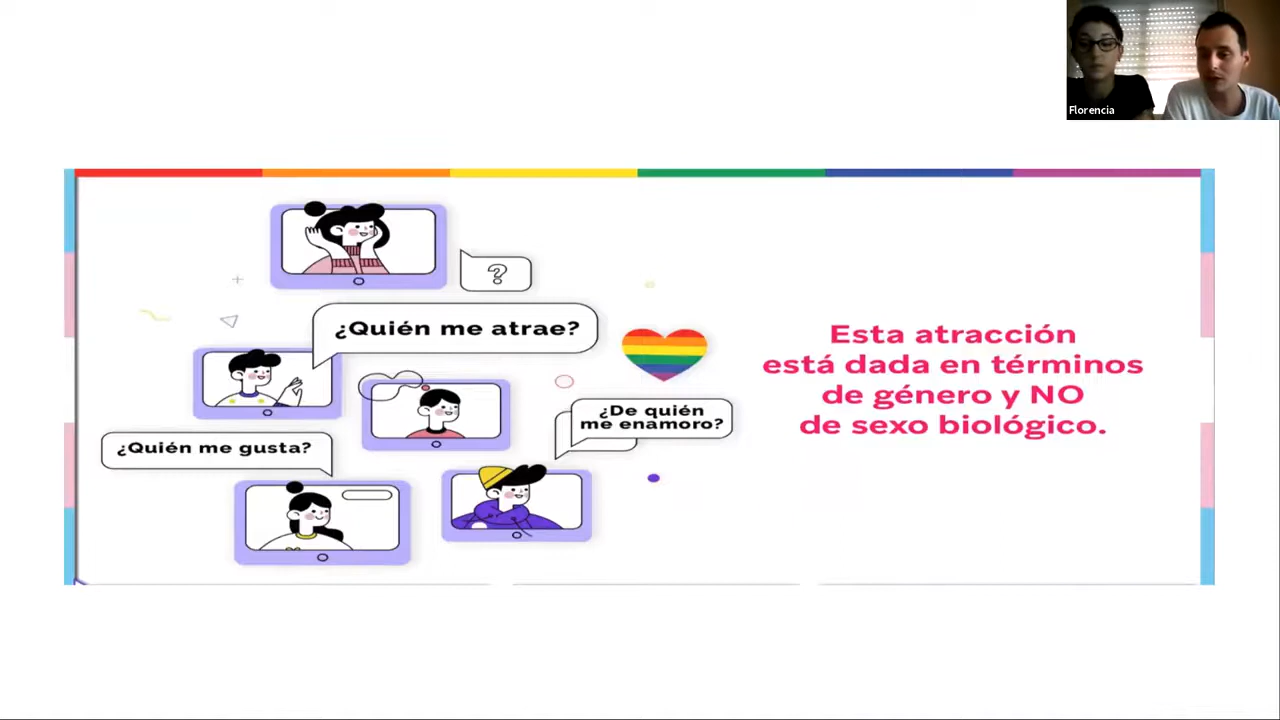 Florencia
?
¿Quién me atrae?
¿De quién
me enamoro?
¿Quién me gusta?
Esta atracción
está dada en términos
de género y NO
de sexo biológico.